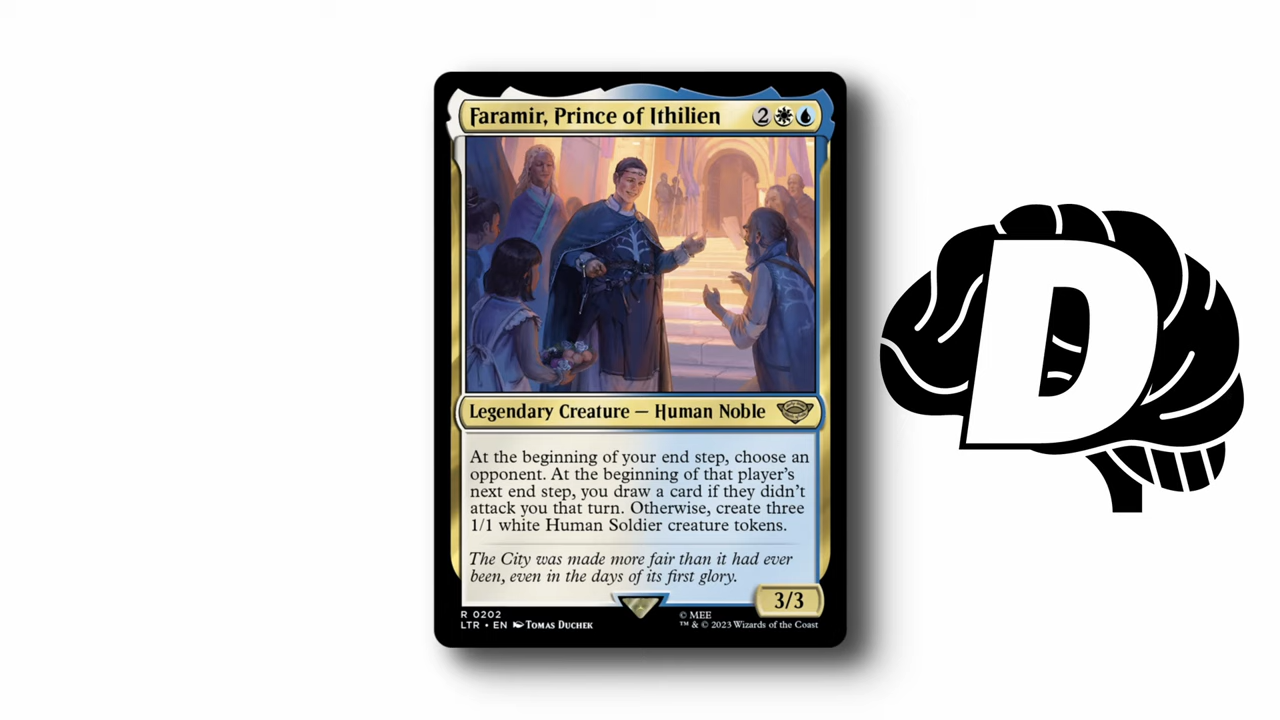 Faramir, Prince of Ithilien 2
Legendary Creature — Human Noble
At the beginning of your end step, choose an
opponent. At the beginning of that player's
next end step, you draw a card if they didn't
attack you that turn. Otherwise, create three
1/1 white Human Soldier creature tokens.
The City was made more fair than it had ever
been, even in the days of its first glory.
3/3
R 0202
LTR • EN Tomas Duchek
© MEE
™ & © 2023 Wizards of the Coast
D